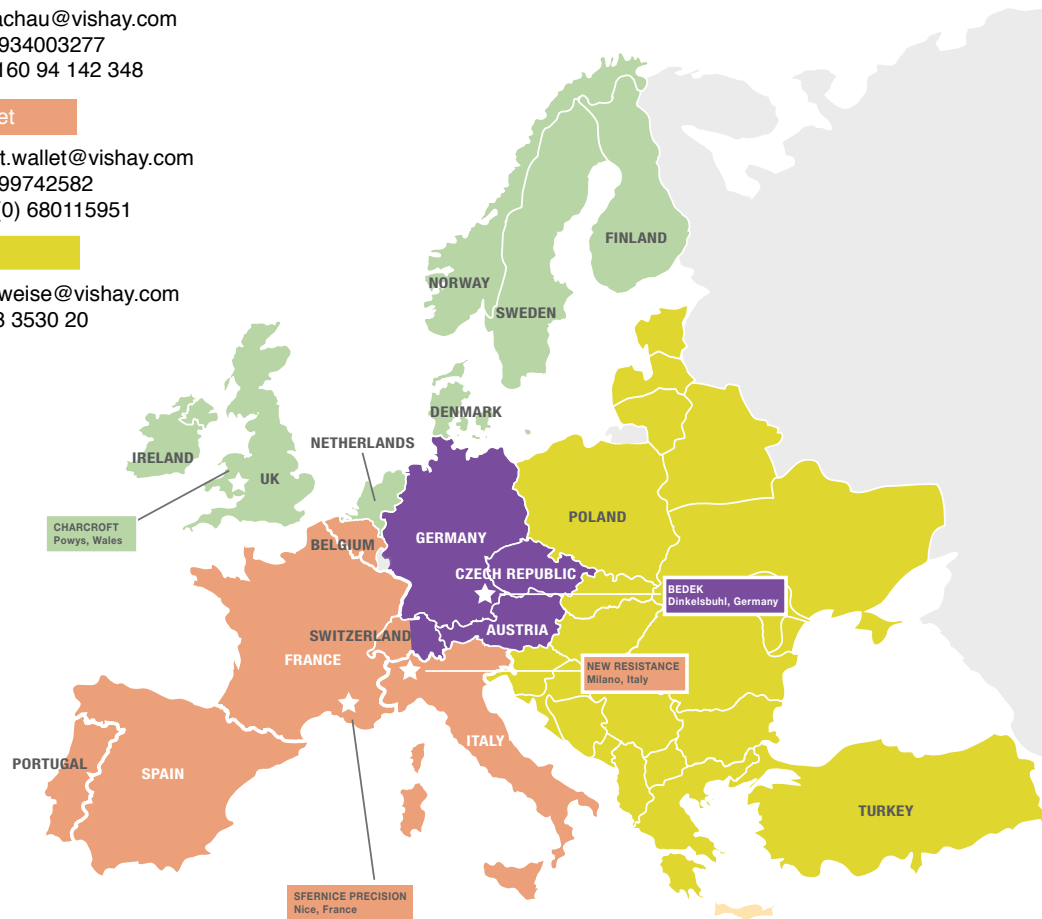 achau@vishay.com
934003277
160 94 142 348
et
t.wallet@vishay.com
99742582
(0) 680115951
weise@vishay.com
3 3530 20
FINLAND
NORWAY
SWEDEN
DENMARK
NETHERLANDS
IRELAND
UK
CHARCROFT
Powys, Wales
BELGIUM
GERMANY
POLAND
CZECH REPUBLIC
BEDEK
Dinkelsbuhl, Germany
AUSTRIA
SWITZERLAND
FRANCE
NEW RESISTANCE
Milano, Italy
ITALY
PORTUGAL
SPAIN
TURKEY
SFERNICE PRECISION
Nice, France